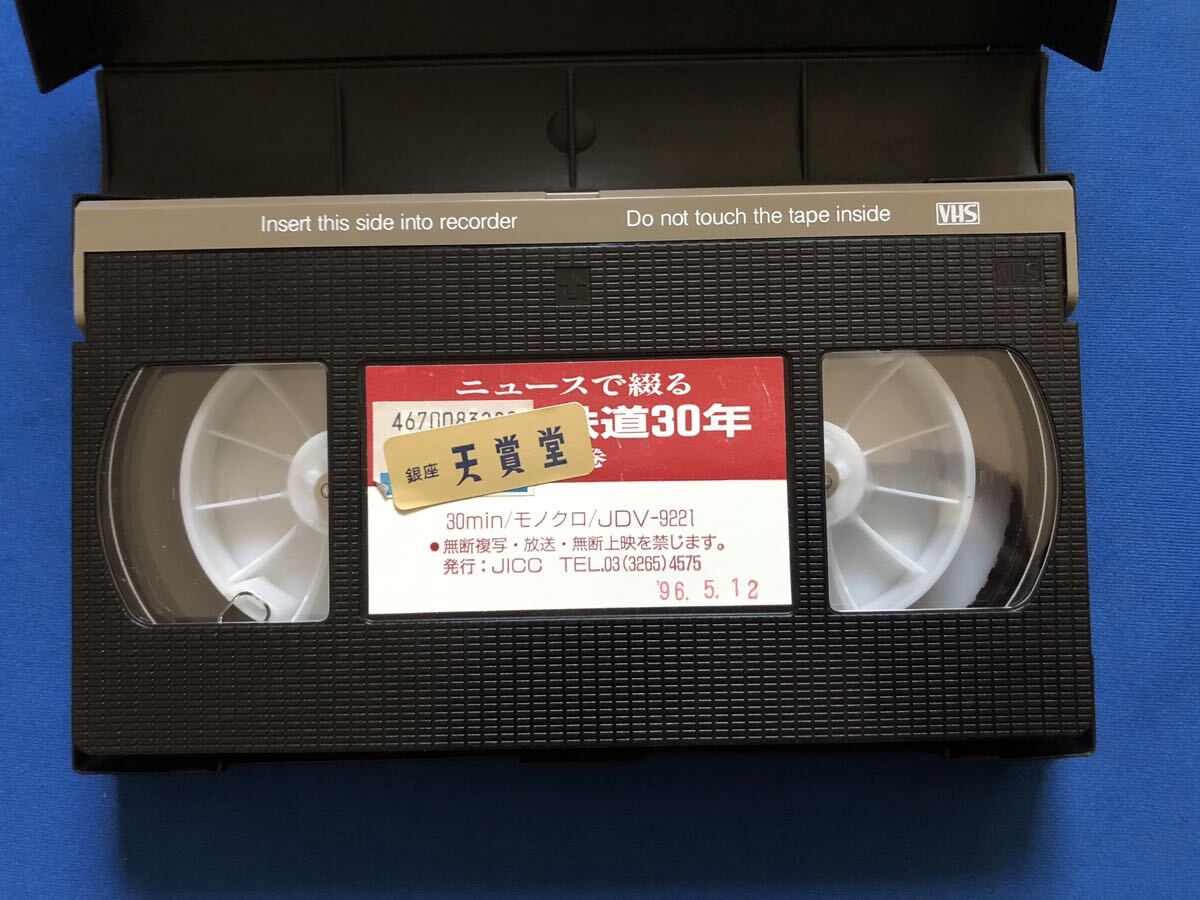 Insert this side into recorder Do not touch the tape inside VHS
VHS
ニュースで綴る
鉄道30年
巻
4670083
銀座 天賞堂
30min/モノクロ/JDV-9221
●無断複写・放送・無断上映を禁じます。
発行：JICC TEL.03(3265)4575
'96. 5. 12